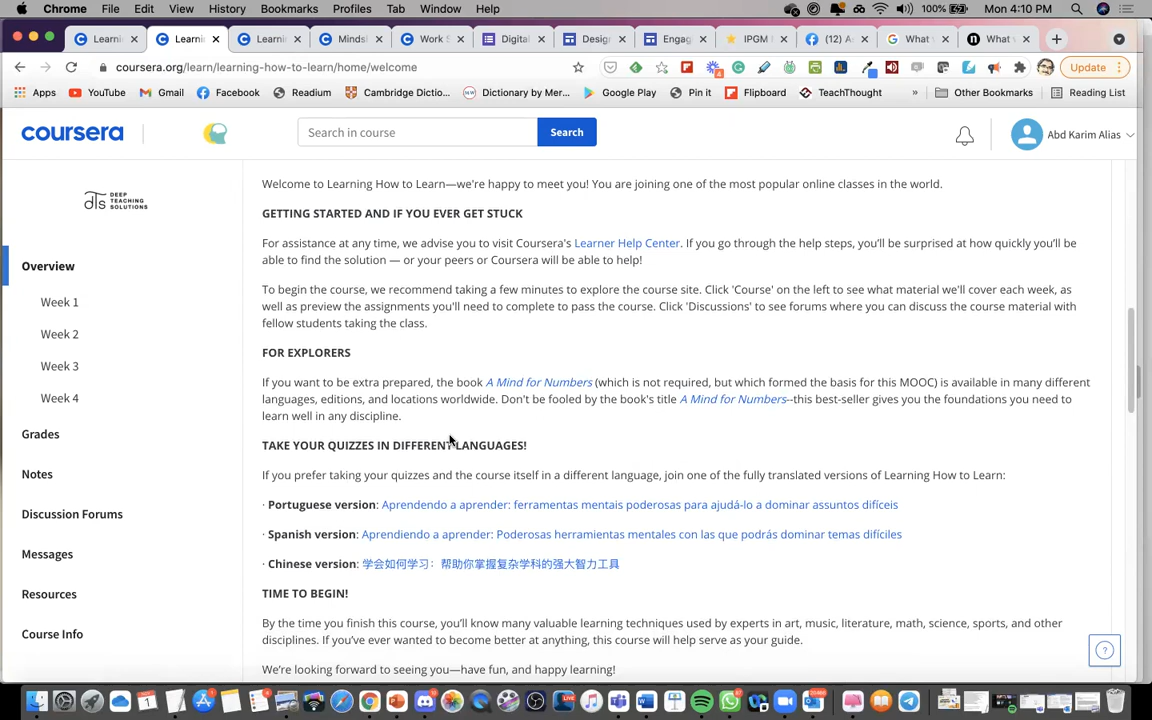 Chrome File Edit View History Bookmarks Profiles Tab Window Help 100% Mon 4:10 PM
Learni Learni Learni Mindsl Work S Digital Design Engag IPGM M (12) A What What v
coursera.org/learn/learning-how-to-learn/home/welcome Update
Apps YouTube Gmail Facebook Readium Cambridge Dictio... Dictionary by Mer... Google Play Pin it Flipboard TeachThought » Other Bookmarks Reading List
coursera Search in course Search Abd Karim Alias
DEEP
TEACHING
SOLUTIONS
Overview
Week 1
Week 2
Week 3
Week 4
Grades
Notes
Discussion Forums
Messages
Resources
Course Info
Welcome to Learning How to Learn—we're happy to meet you! You are joining one of the most popular online classes in the world.
GETTING STARTED AND IF YOU EVER GET STUCK
For assistance at any time, we advise you to visit Coursera's Learner Help Center. If you go through the help steps, you’ll be surprised at how quickly you’ll be
able to find the solution — or your peers or Coursera will be able to help!
To begin the course, we recommend taking a few minutes to explore the course site. Click 'Course' on the left to see what material we'll cover each week, as
well as preview the assignments you'll need to complete to pass the course. Click 'Discussions' to see forums where you can discuss the course material with
fellow students taking the class.
FOR EXPLORERS
If you want to be extra prepared, the book A Mind for Numbers (which is not required, but which formed the basis for this MOOC) is available in many different
languages, editions, and locations worldwide. Don't be fooled by the book's title A Mind for Numbers--this best-seller gives you the foundations you need to
learn well in any discipline.
TAKE YOUR QUIZZES IN DIFFERENT LANGUAGES!
If you prefer taking your quizzes and the course itself in a different language, join one of the fully translated versions of Learning How to Learn:
· Portuguese version: Aprendendo a aprender: ferramentas mentais poderosas para ajudá-lo a dominar assuntos difíceis
· Spanish version: Aprendiendo a aprender: Poderosas herramientas mentales con las que podrás dominar temas difíciles
· Chinese version: 学会如何学习：帮助你掌握复杂学科的强大智力工具
TIME TO BEGIN!
By the time you finish this course, you’ll know many valuable learning techniques used by experts in art, music, literature, math, science, sports, and other
disciplines. If you’ve ever wanted to become better at anything, this course will help serve as your guide.
We’re looking forward to seeing you—have fun, and happy learning!